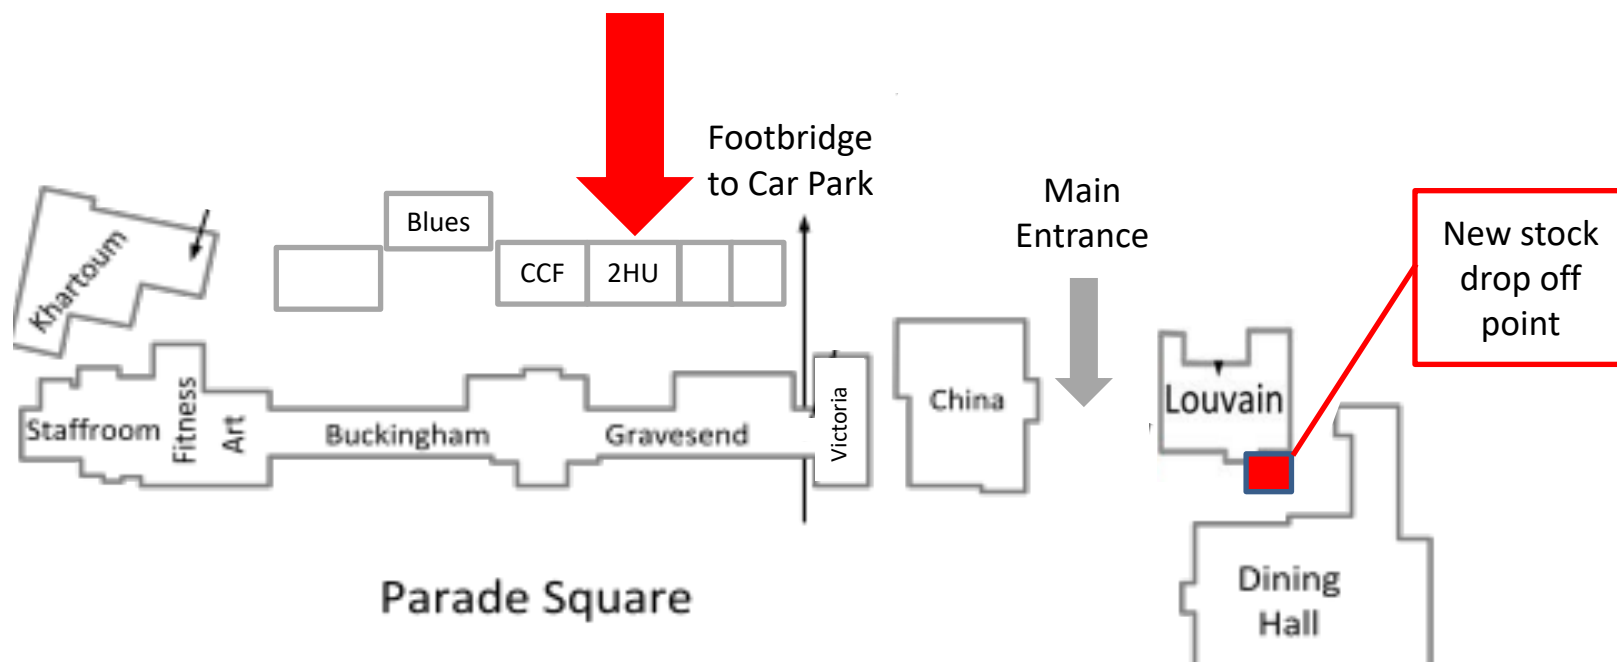 Footbridge
to Car Park
Main
Entrance
New stock
drop off
point
Blues
CCF
2HU
Khartoum
Staffroom
Fitness
Art
Buckingham
Gravesend
Victoria
China
Louvain
Parade Square
Dining
Hall